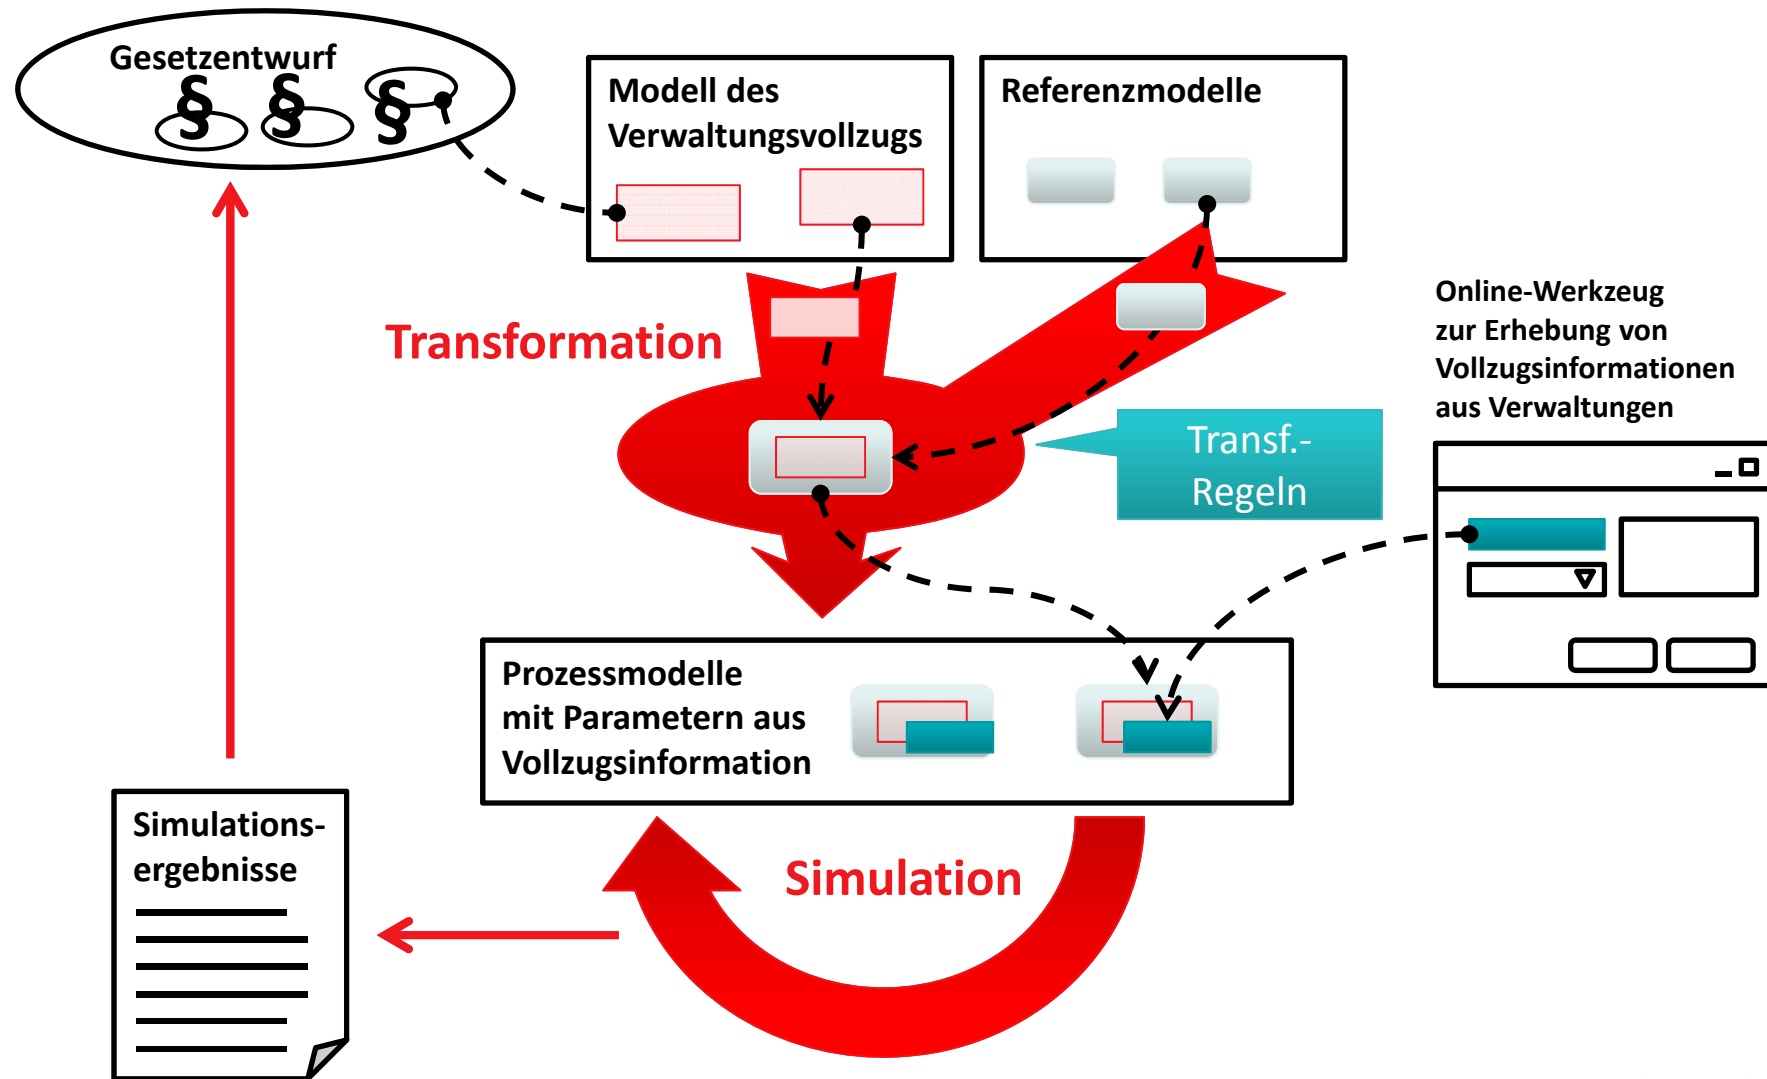 Gesetzentwurf
§ § §
Modell des
Verwaltungsvollzugs
Referenzmodelle
Transformation
Transf.-
Regeln
Online-Werkzeug
zur Erhebung von
Vollzugsinformationen
aus Verwaltungen
Prozessmodelle
mit Parametern aus
Vollzugsinformation
Simulations-
ergebnisse
Simulation